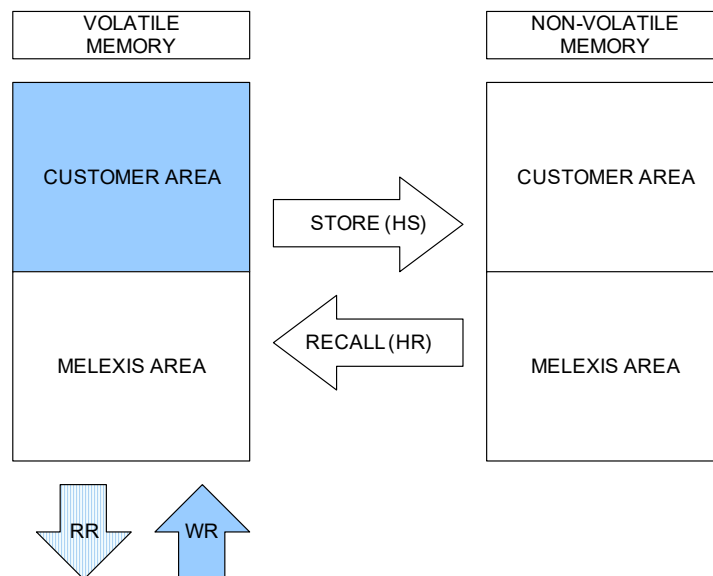 VOLATILE
MEMORY
NON-VOLATILE
MEMORY
CUSTOMER AREA
CUSTOMER AREA
STORE (HS)
RECALL (HR)
MELEXIS AREA
MELEXIS AREA
RR
WR